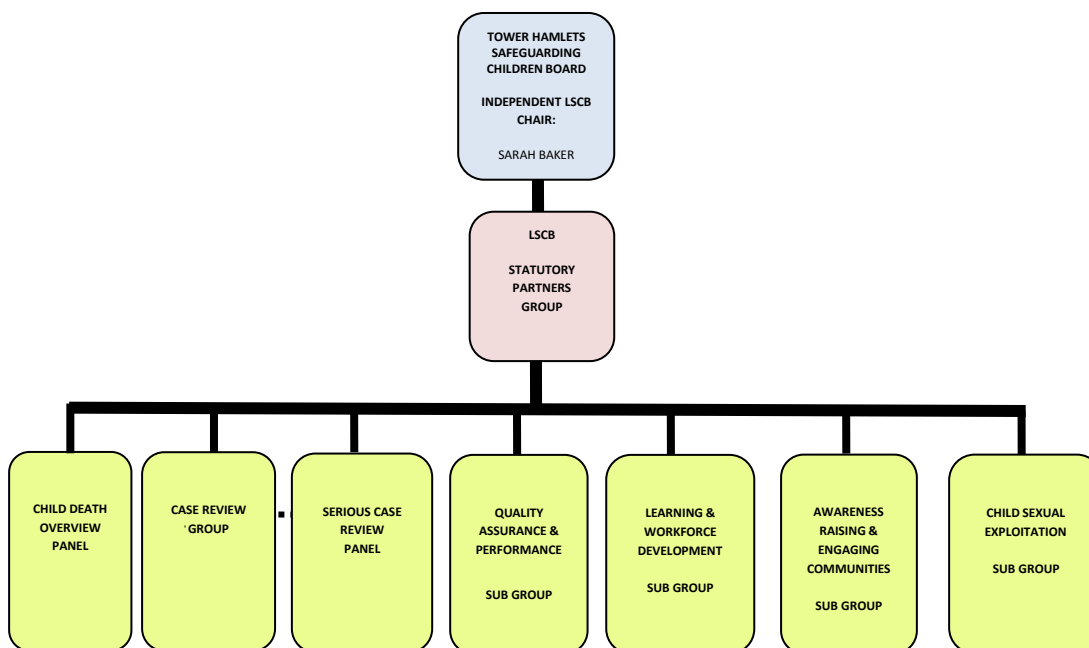 TOWER HAMLETS
SAFEGUARDING
CHILDREN BOARD
INDEPENDENT LSCB
CHAIR:
SARAH BAKER
LSCB
STATUTORY
PARTNERS
GROUP
CHILD DEATH
OVERVIEW
PANEL
CASE REVIEW
GROUP
SERIOUS CASE
REVIEW
PANEL
QUALITY
ASSURANCE &
PERFORMANCE
SUB GROUP
LEARNING &
WORKFORCE
DEVELOPMENT
SUB GROUP
AWARENESS
RAISING &
ENGAGING
COMMUNITIES
SUB GROUP
CHILD SEXUAL
EXPLOITATION
SUB GROUP